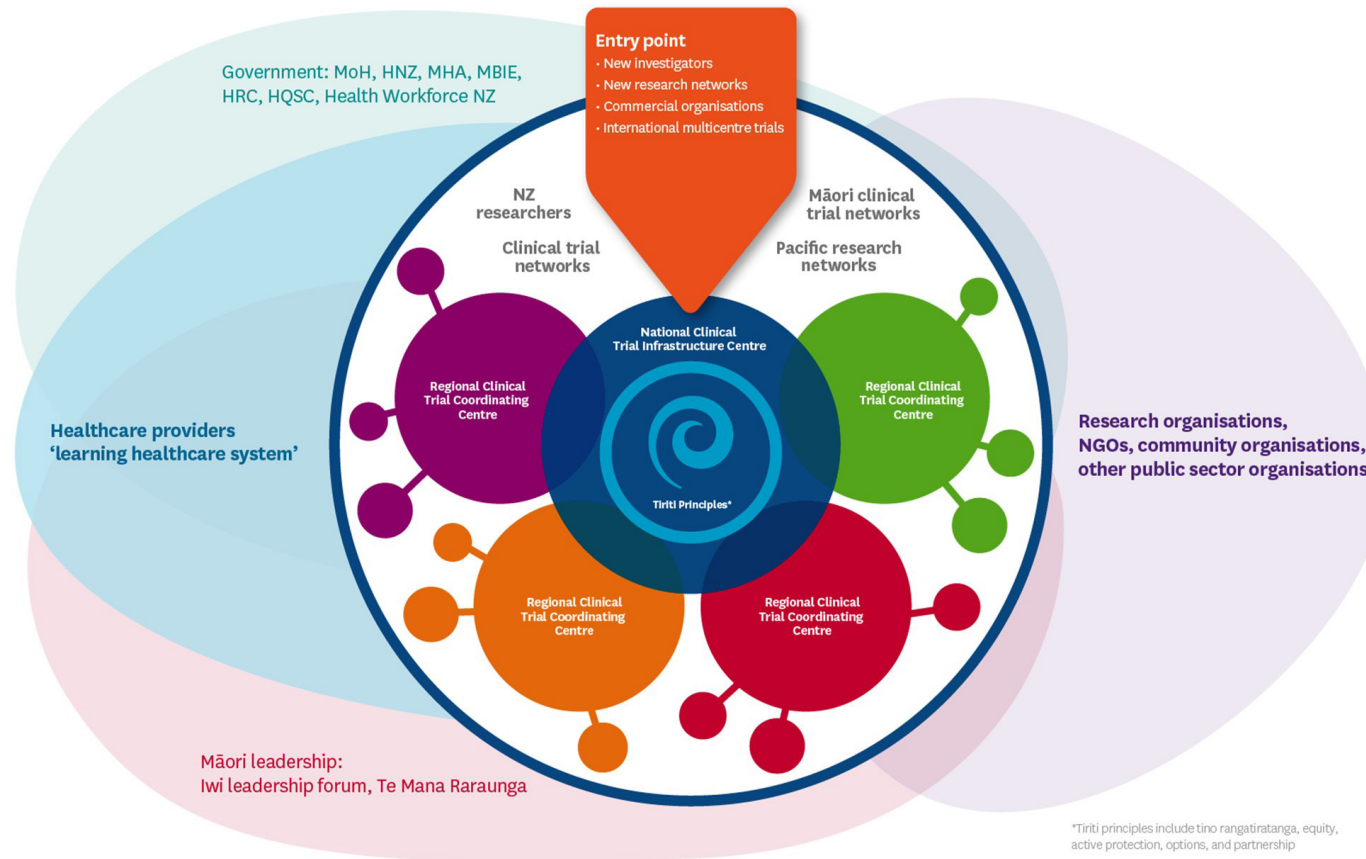 Entry point
· New investigators
· New research networks
· Commercial organisations
· International multicentre trials
Government: MoH, HNZ, MHA, MBIE,
HRC, HQSC, Health Workforce NZ
NZ
researchers
Clinical trial
networks
Māori clinical
trial networks
Pacific research
networks
National Clinical
Trial Infrastructure Centre
Tiriti Principles*
Regional Clinical
Trial Coordinating
Centre
Regional Clinical
Trial Coordinating
Centre
Healthcare providers
‘learning healthcare system’
Research organisations,
NGOs, community organisations,
other public sector organisations
Regional Clinical
Trial Coordinating
Centre
Regional Clinical
Trial Coordinating
Centre
Māori leadership:
Iwi leadership forum, Te Mana Raraunga
*Tiriti principles include tino rangatiratanga, equity,
active protection, options, and partnership